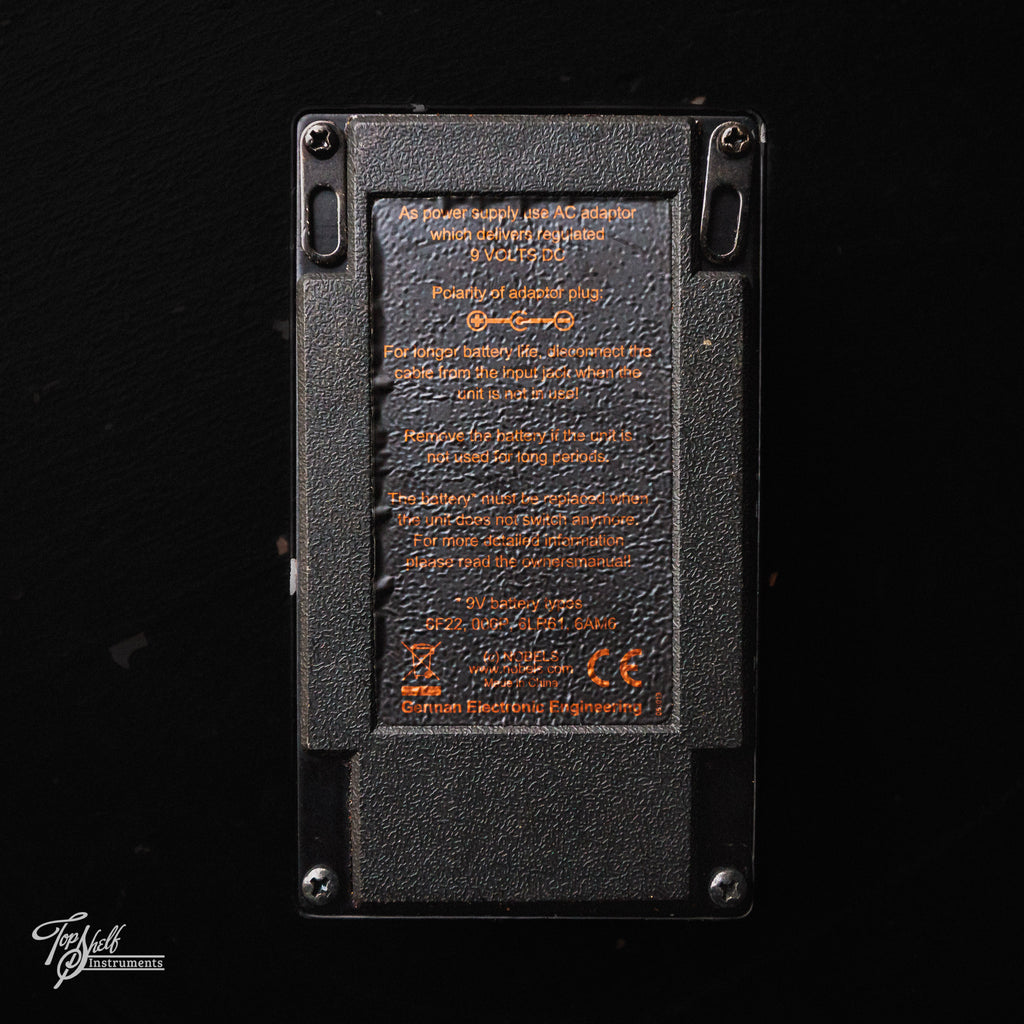 As power supply use AC adaptor
which delivers regulated
9 VOLTS DC
Polarity of adaptor plug:
For longer battery life, disconnect the
cable from the input jack when the
unit is not in use!
Remove the battery if the unit is
not used for long periods.
The battery* must be replaced when
the unit does not switch anymore.
For more detailed information
please read the ownersmanual!
* 9V battery types
6F22, 006P, 6LF61, 6AM6
(c) NOBELS
www.nobels.com
Made in China
CE
German Electronic Engineering
Top Shelf
Instruments